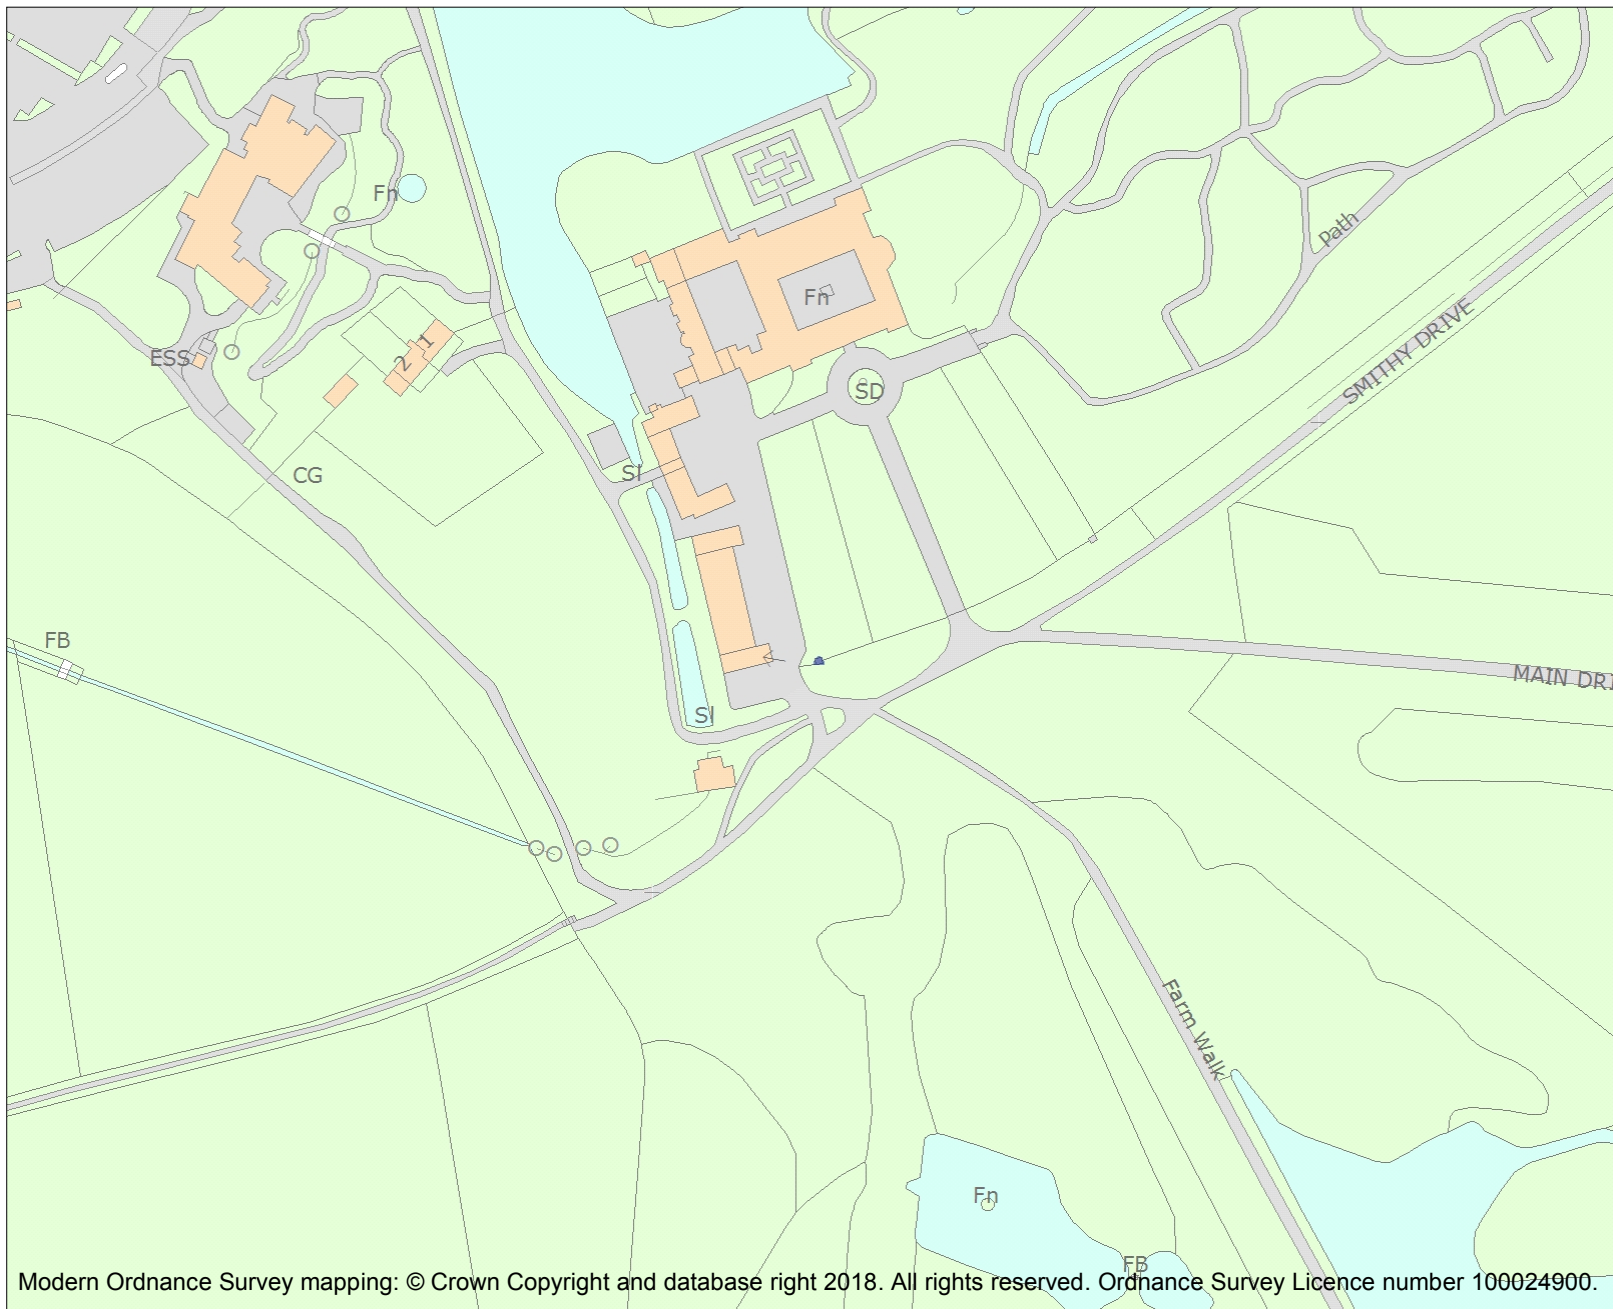 Fn
Path
Fn
SMITHY DRIVE
1
2
ESS
SD
CG
Sl
FB
MAIN DRI
Sl
Farm Walk
Fn
FB
Modern Ordnance Survey mapping: © Crown Copyright and database right 2018. All rights reserved. Ordnance Survey Licence number 100024900.